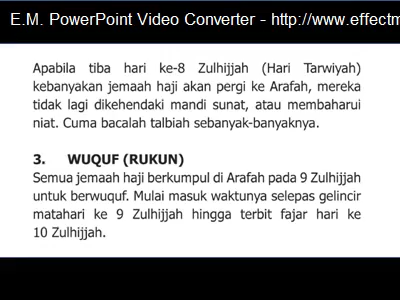 E.M. PowerPoint Video Converter - http://www.effectm
Apabila tiba hari ke-8 Zulhijjah (Hari Tarwiyah)
kebanyakan jemaah haji akan pergi ke Arafah, mereka
tidak lagi dikehendaki mandi sunat, atau membaharui
niat. Cuma bacalah talbiah sebanyak-banyaknya.
3. WUQUF (RUKUN)
Semua jemaah haji berkumpul di Arafah pada 9 Zulhijjah
untuk berwuquf. Mulai masuk waktunya selepas gelincir
matahari ke 9 Zulhijjah hingga terbit fajar hari ke
10 Zulhijjah.